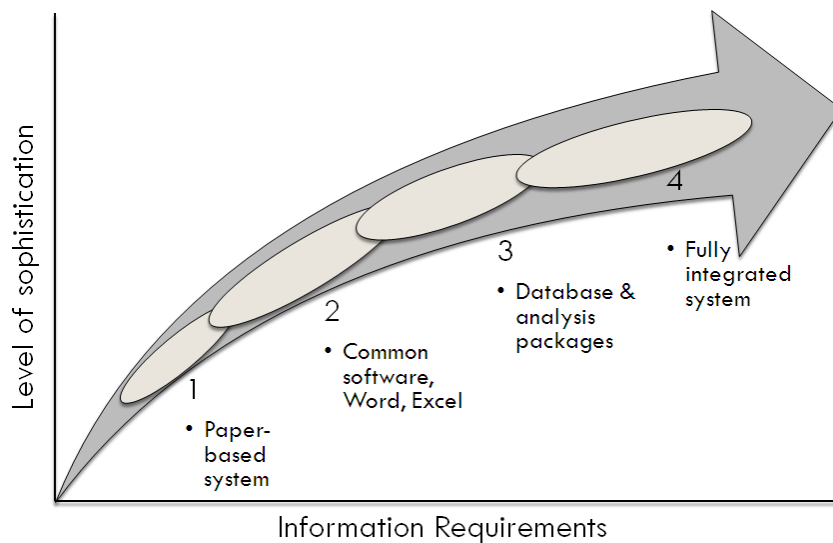 Level of sophistication
1
• Paper-
based
system
2
• Common
software,
Word, Excel
3
• Database &
analysis
packages
4
• Fully
integrated
system
Information Requirements